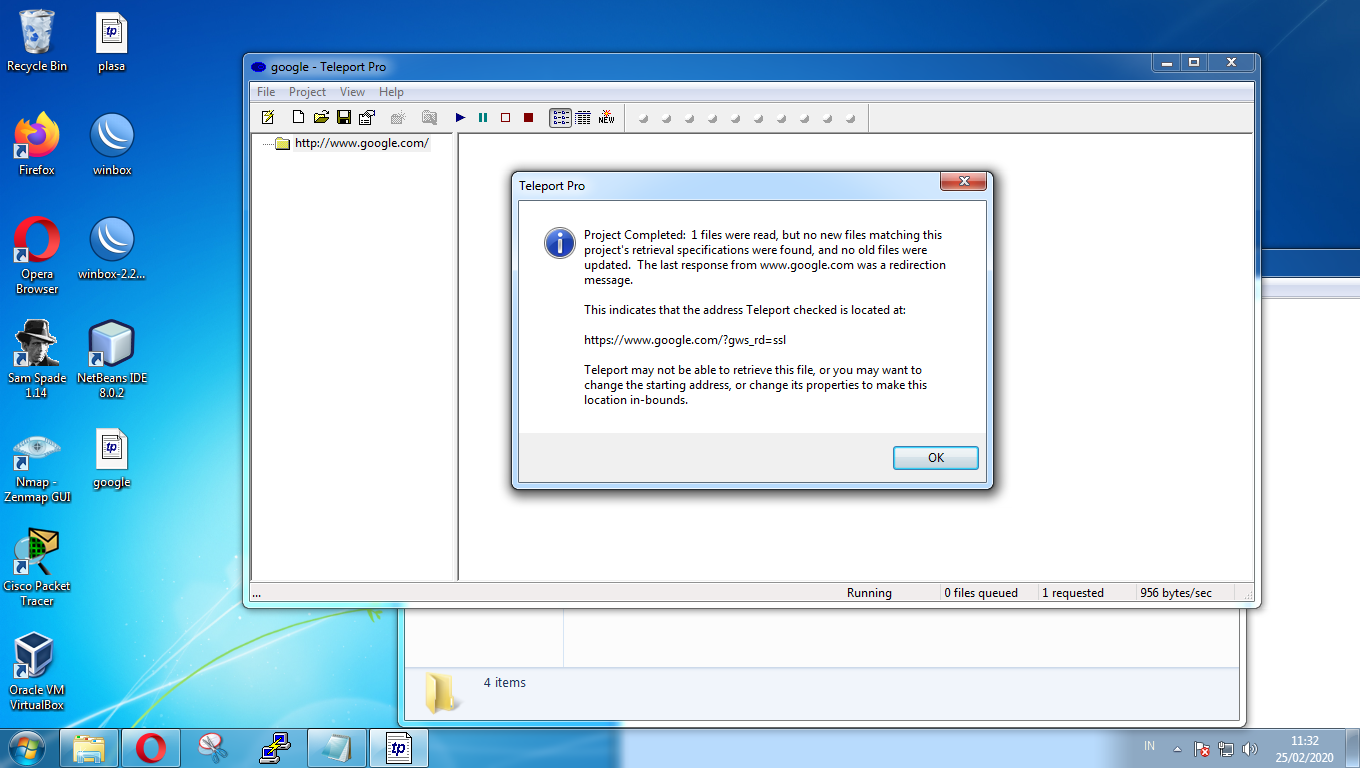 Recycle Bin
plasa
Firefox
winbox
Opera
Browser
winbox-2.2...
Sam Spade
1.14
NetBeans IDE
8.0.2
Nmap -
Zenmap GUI
google
Cisco Packet
Tracer
Oracle VM
VirtualBox
google - Teleport Pro
File Project View Help
NEW
http://www.google.com/
Teleport Pro
Project Completed: 1 files were read, but no new files matching this
project's retrieval specifications were found, and no old files were
updated. The last response from www.google.com was a redirection
message.
This indicates that the address Teleport checked is located at:
https://www.google.com/?gws_rd=ssl
Teleport may not be able to retrieve this file, or you may want to
change the starting address, or change its properties to make this
location in-bounds.
OK
... Running 0 files queued 1 requested 956 bytes/sec
4 items
tp
IN
11:32
25/02/2020